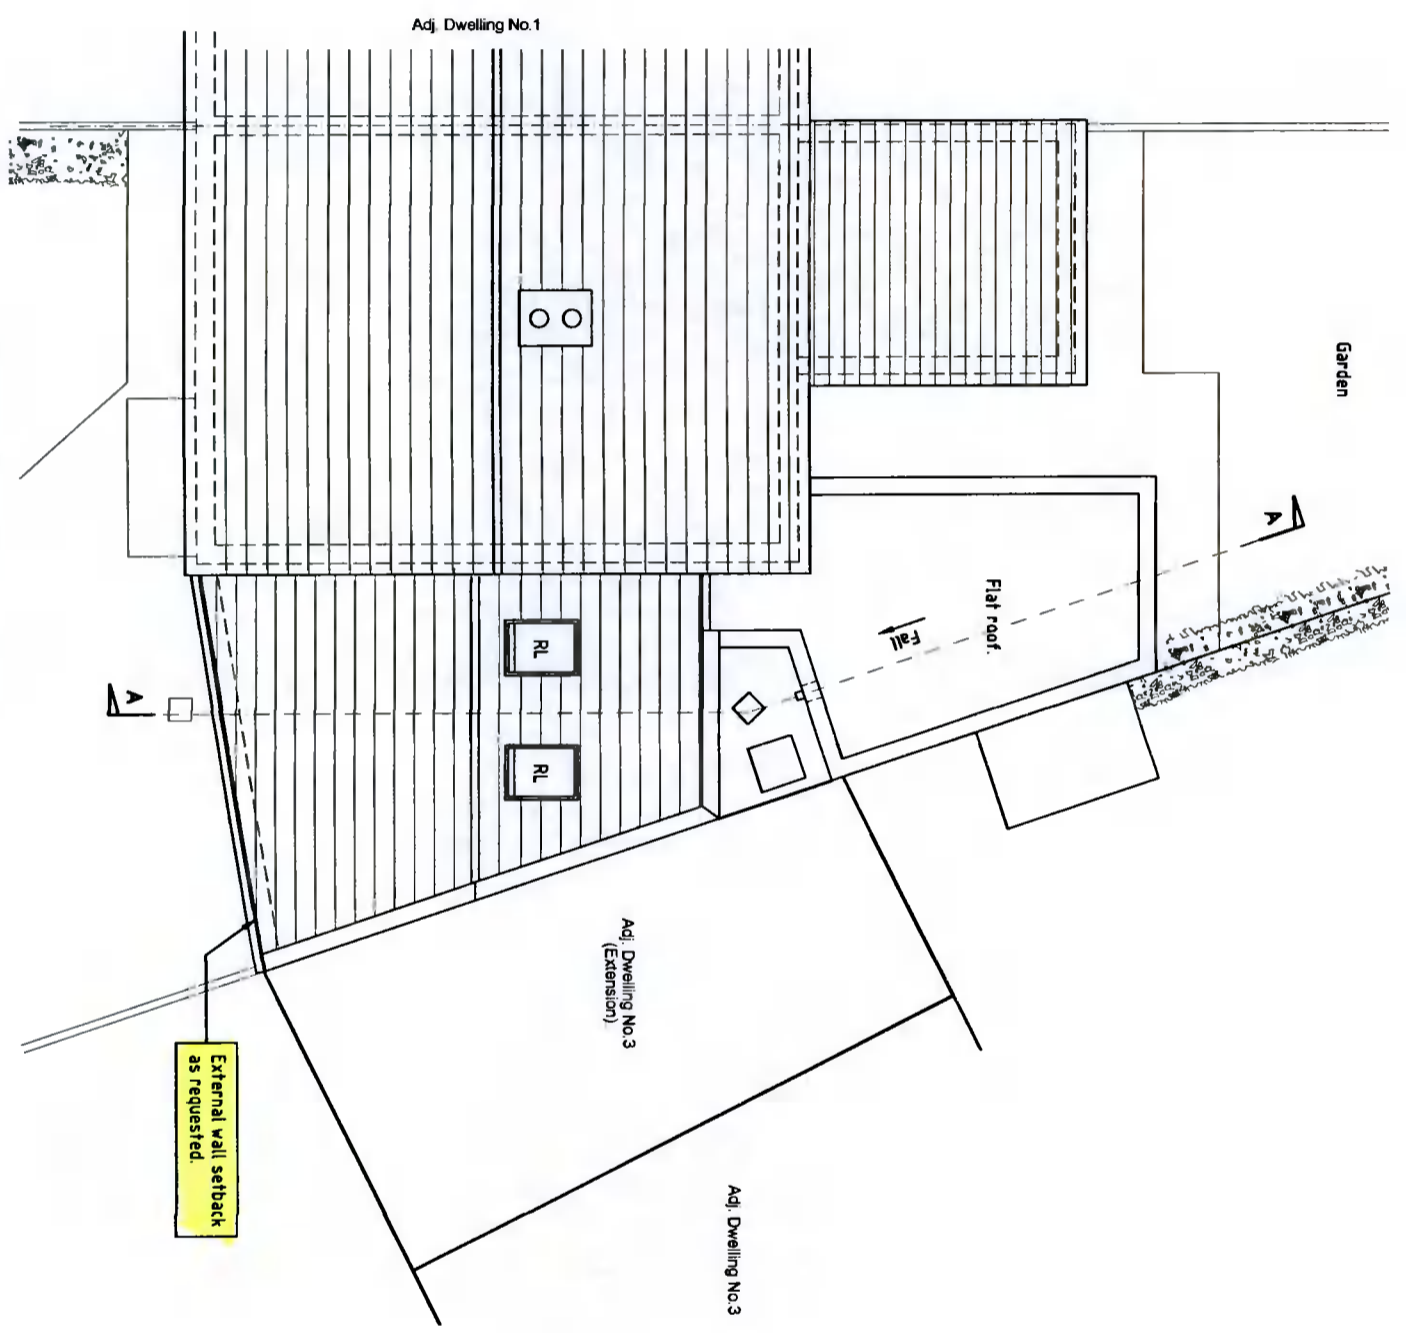 Adj. Dwelling No.1
Garden
A
Flat roof.
Fall
RL
A
RL
Adj. Dwelling No.3
(Extension)
External wall setback
as requested.
Adj. Dwelling No.3